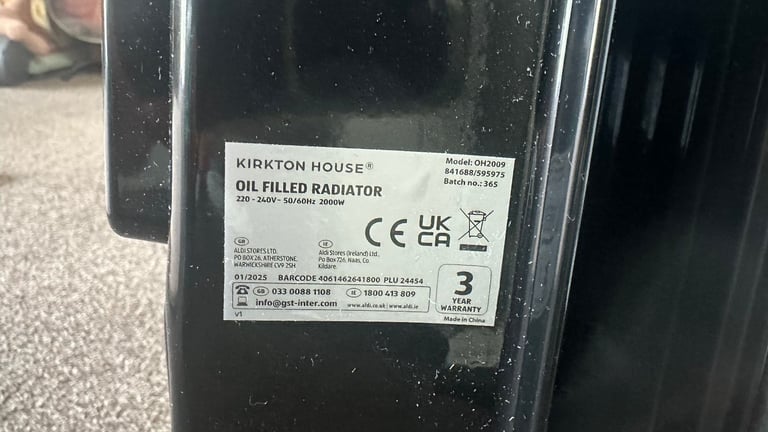 KIRKTON HOUSE®
Model: OH2009
841688/595975
Batch no.: 365
OIL FILLED RADIATOR
220 - 240V~ 50/60Hz 2000W
CE UK CA
GB
ALDI STORES LTD.
PO BOX 26, ATHERSTONE,
WARWICKSHIRE CV9 2SH
IE
Aldi Stores (Ireland) Ltd.
Po Box 726, Naas, Co.
Kildare.
01/2025 BARCODE 4061462641800 PLU 24454
GB 033 0088 1108 IE 1800 413 809
info@gst-inter.com www.aldi.co.uk www.aldi.ie
3
YEAR
WARRANTY
Made in China
V1